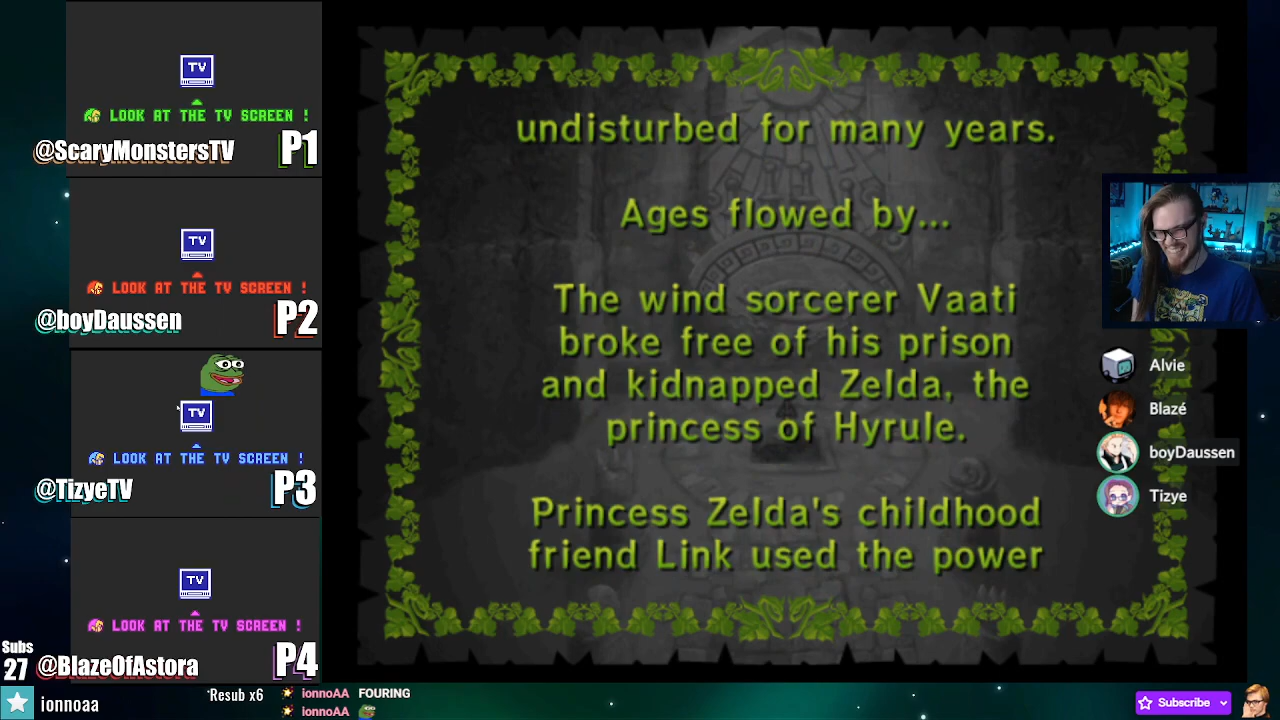 TV
LOOK AT THE TV SCREEN !
@ScaryMonstersTV P1
TV
LOOK AT THE TV SCREEN !
@boyDaussen P2
TV
LOOK AT THE TV SCREEN !
@TizyeTV P3
TV
LOOK AT THE TV SCREEN !
@BlazeOfAstora P4
Subs
27
ionnoaa
Resub x6
ionnoAA FOURING
ionnoAA
undisturbed for many years.
Ages flowed by...
The wind sorcerer Vaati
broke free of his prison
and kidnapped Zelda, the
princess of Hyrule.
Princess Zelda's childhood
friend Link used the power
Alvie
Blazé
boyDaussen
Tizye
Subscribe